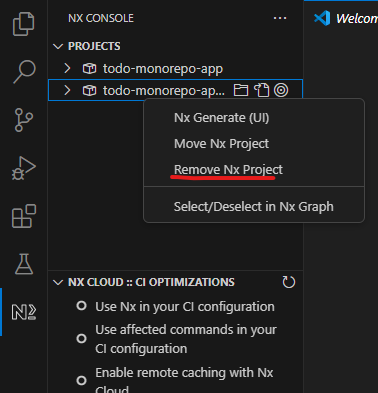 NX CONSOLE
Welcome
PROJECTS
todo-monorepo-app
todo-monorepo-ap...
Nx Generate (UI)
Move Nx Project
Remove Nx Project
Select/Deselect in Nx Graph
NX CLOUD :: CI OPTIMIZATIONS
Use Nx in your CI configuration
Use affected commands in your
CI configuration
Enable remote caching with Nx
Cloud